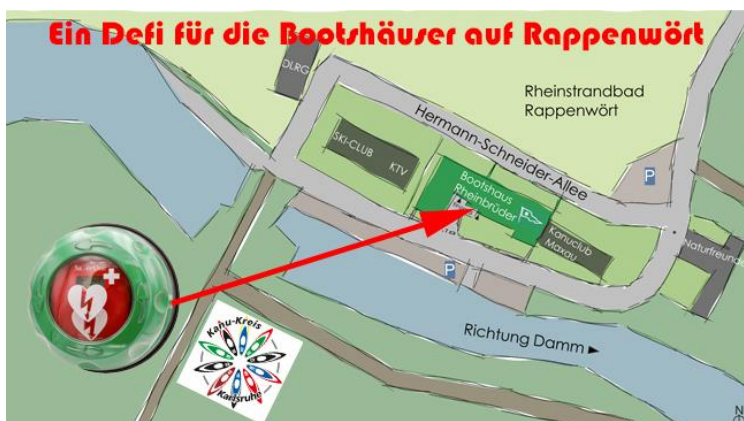 Ein Defi für die Bootshäuser auf Rappenwört
DLRG
Rheinstrandbad
Rappenwört
Hermann-Schneider-Allee
SKI-CLUB
KTV
P
Bootshaus
Rheinbrüder
Kanuclub
Maxau
Naturfreund
P
Richtung Damm
Kanu-Kreis
Karlsruhe
N